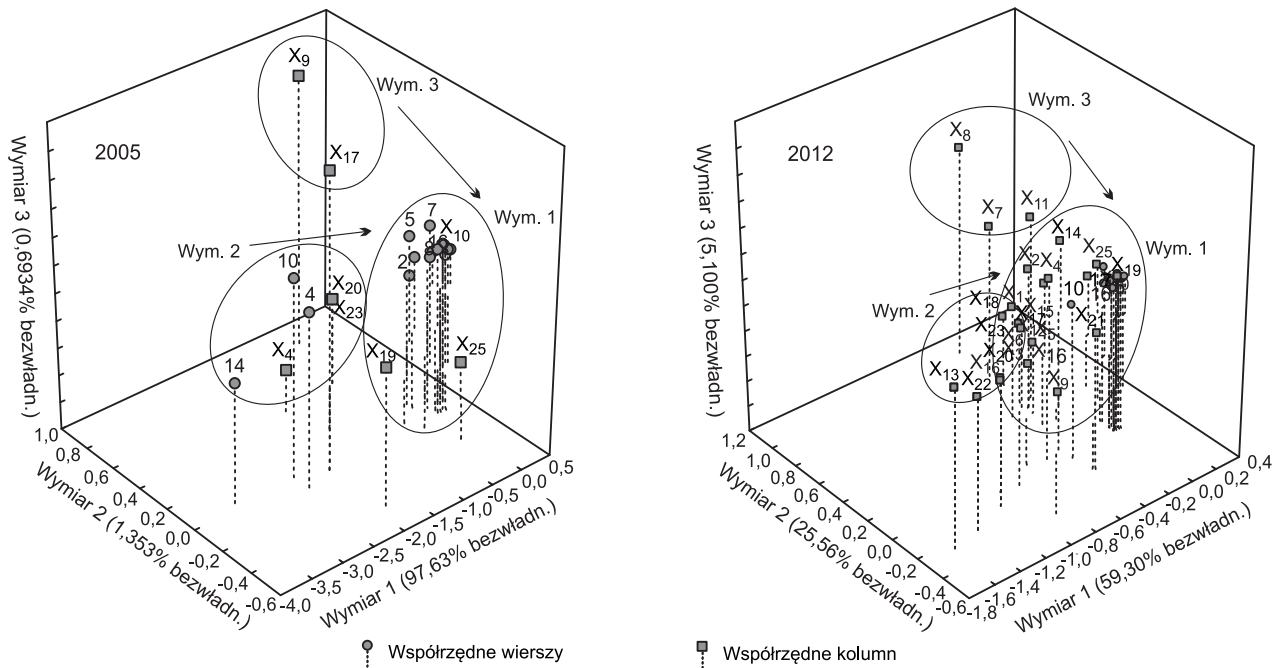 2005
X9
Wym. 3
X17
Wym. 2
Wym. 1
5
7
X10
2
10
4
X20
X23
14
X4
X19
X25
Wymiar 3 (0,6934% bezwładn.)
1,0
0,8
0,6
0,4
0,2
0,0
-0,2
-0,4
-0,6
Wymiar 2 (1,353% bezwładn.)
-4,0
-3,5
-3,0
-2,5
-2,0
-1,5
-1,0
-0,5
0,0
0,5
Wymiar 1 (97,63% bezwładn.)
2012
X8
Wym. 3
X7
X11
X14
X25
Wym. 1
X19
X2
X4
10
Wym. 2
X18
X1
X21
X23
X20
X16
X13
X22
X9
Wymiar 3 (5,100% bezwładn.)
1,2
1,0
0,8
0,6
0,4
0,2
0,0
-0,2
-0,4
-0,6
Wymiar 2 (25,56% bezwładn.)
-1,8
-1,6
-1,4
-1,2
-1,0
-0,8
-0,6
-0,4
-0,2
0,0
0,2
0,4
Wymiar 1 (59,30% bezwładn.)
Współrzędne wierszy
Współrzędne kolumn